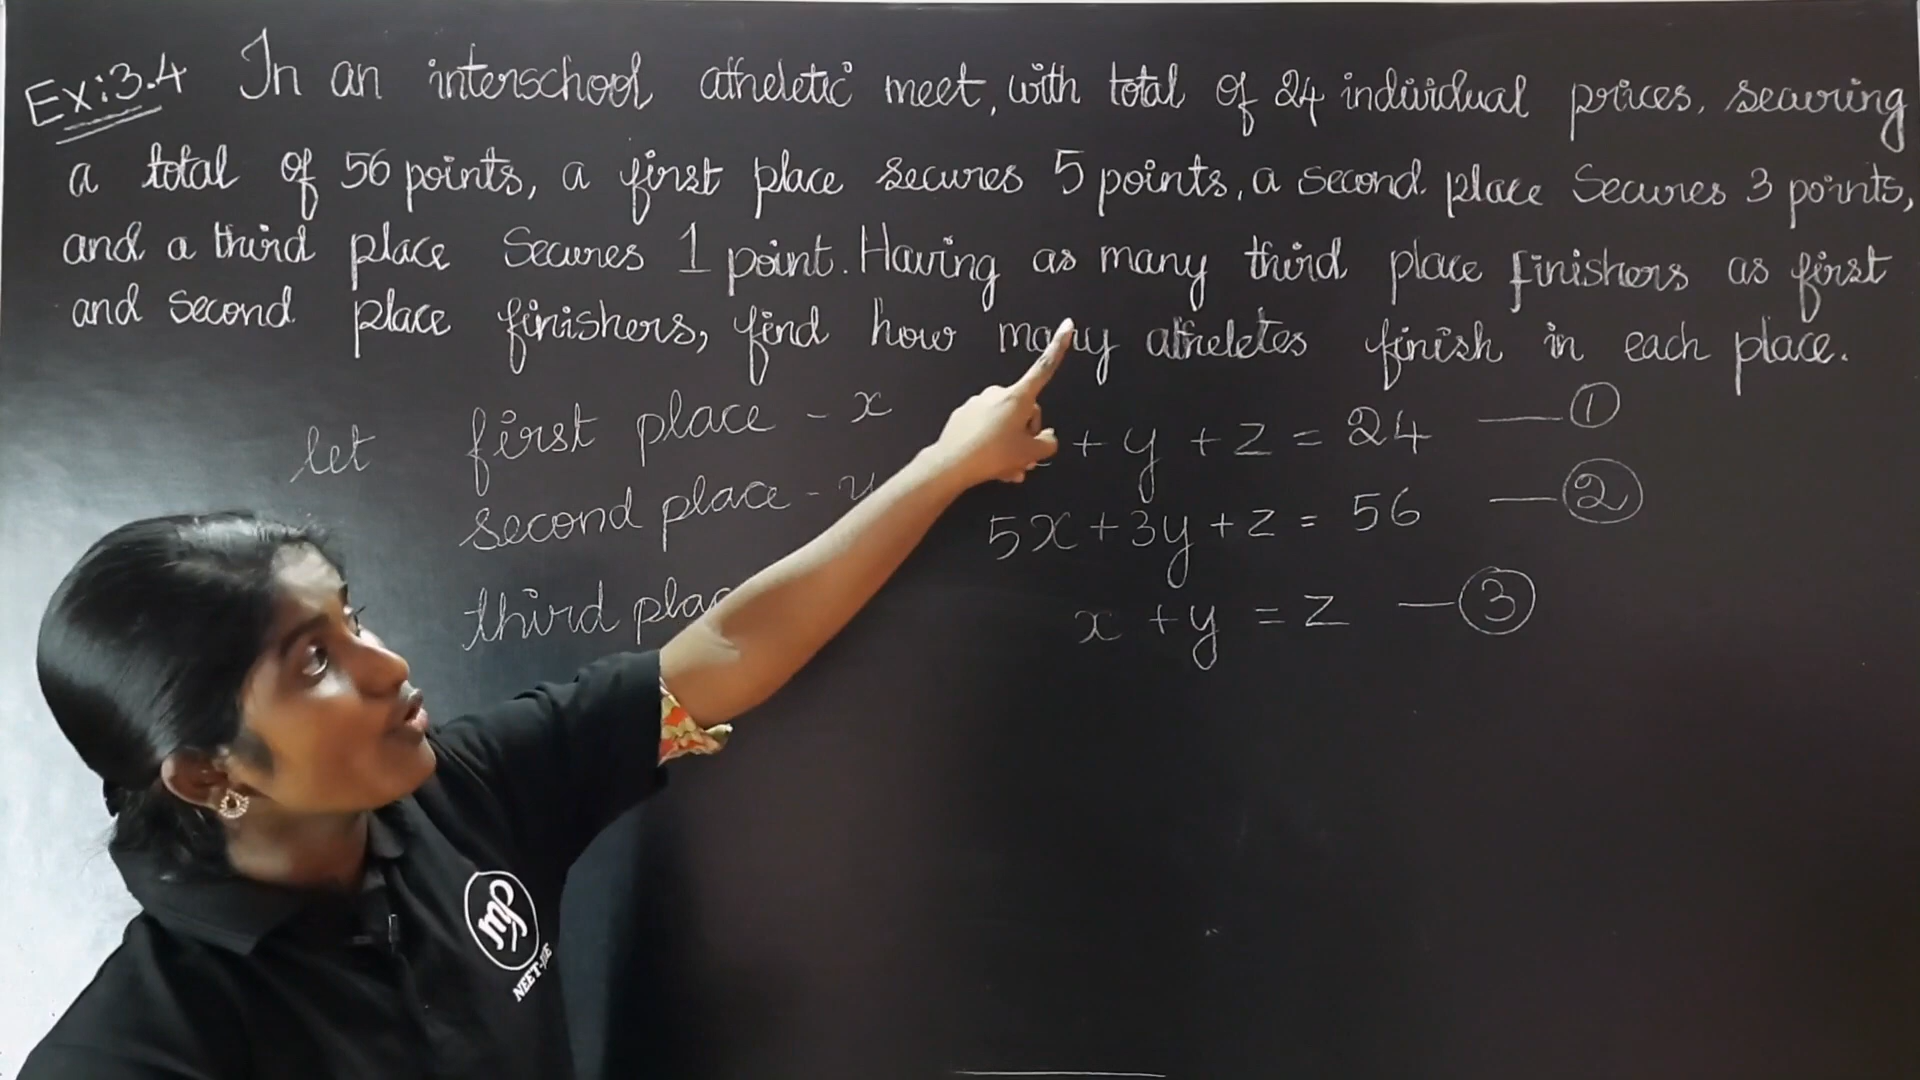 Ex:3.4 In an interschool atheletic meet, with total of 24 individual prices, securing
a total of 56 points, a first place secures 5 points, a second place Secures 3 points,
and a third place Secures 1 point. Having as many third place finishers as first
and second place finishers, find how many atheletes finish in each place.
let first place - x
second place - y
third
+ y + z = 24 — ①
5x + 3y + z = 56 — ②
x + y = z — ③
NEET-JEE